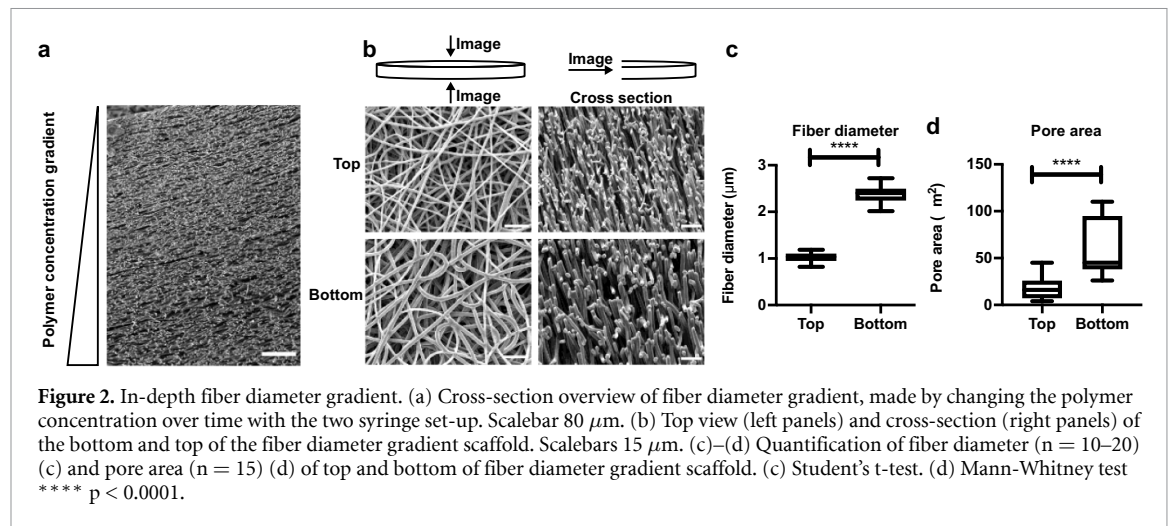 a
Polymer concentration gradient
b
Image
Image
Image
Cross section
Top
Bottom
c
Fiber diameter
****
Fiber diameter (μm)
3
2
1
0
Top Bottom
d
Pore area
****
Pore area ( m²)
150
100
50
0
Top Bottom
Figure 2. In-depth fiber diameter gradient. (a) Cross-section overview of fiber diameter gradient, made by changing the polymer
concentration over time with the two syringe set-up. Scalebar 80 μm. (b) Top view (left panels) and cross-section (right panels) of
the bottom and top of the fiber diameter gradient scaffold. Scalebars 15 μm. (c)–(d) Quantification of fiber diameter (n = 10–20)
(c) and pore area (n = 15) (d) of top and bottom of fiber diameter gradient scaffold. (c) Student's t-test. (d) Mann-Whitney test
**** p < 0.0001.